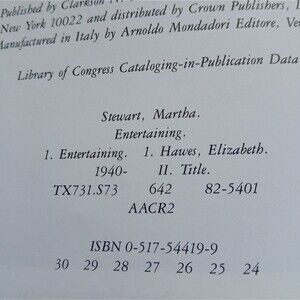 Published by Clarkson N.
New York 10022 and distributed by Crown Publishers, I
Manufactured in Italy by Arnoldo Mondadori Editore, Ve
Library of Congress Cataloging-in-Publication Data
Stewart, Martha.
Entertaining.
1. Entertaining. 1. Hawes, Elizabeth.
1940- II. Title.
TX731.S73 642 82-5401
AACR2
ISBN 0-517-54419-9
30 29 28 27 26 25 24